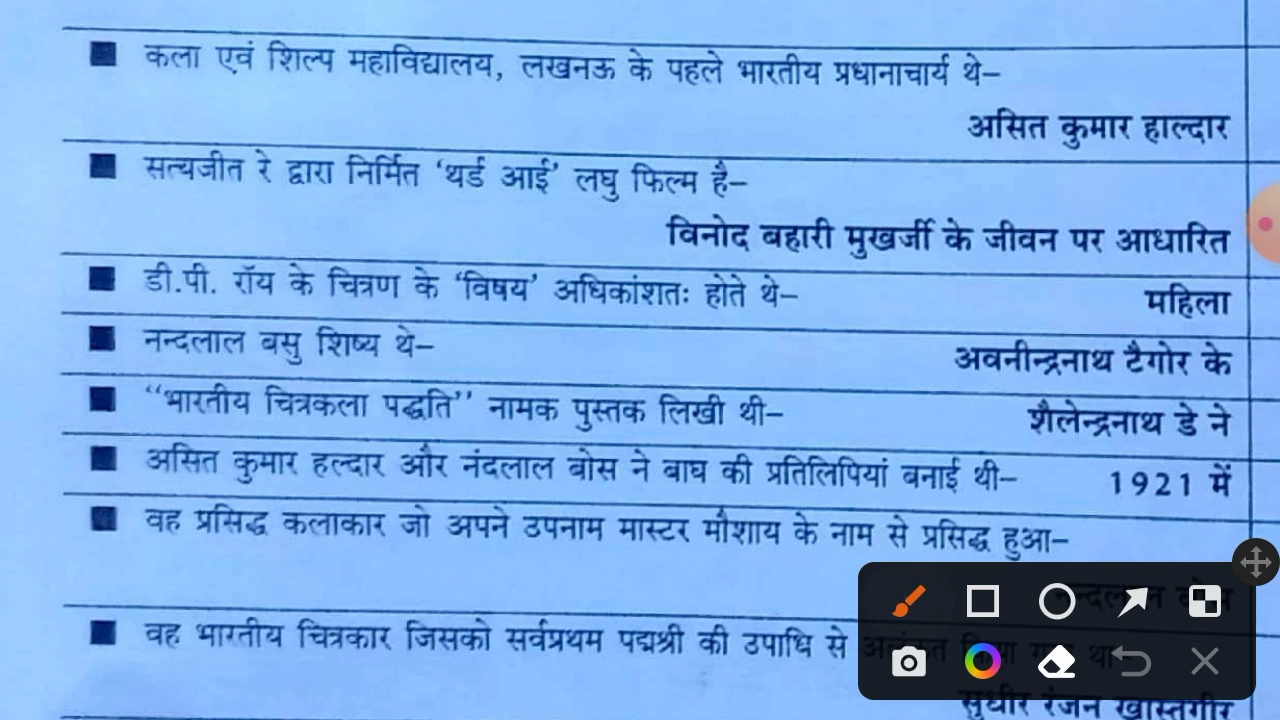 ■ कला एवं शिल्प महाविद्यालय, लखनऊ के पहले भारतीय प्रधानाचार्य थे–
असित कुमार हाल्दार
■ सत्यजीत रे द्वारा निर्मित ‘थर्ड आई’ लघु फिल्म है–
विनोद बहारी मुखर्जी के जीवन पर आधारित
■ डी.पी. रॉय के चित्रण के ‘विषय’ अधिकांशतः होते थे– महिला
■ नन्दलाल बसु शिष्य थे– अवनीन्द्रनाथ टैगोर के
■ ‘‘भारतीय चित्रकला पद्धति’’ नामक पुस्तक लिखी थी– शैलेन्द्रनाथ डे ने
■ असित कुमार हल्दार और नंदलाल बोस ने बाघ की प्रतिलिपियां बनाई थी– 1921 में
■ वह प्रसिद्ध कलाकार जो अपने उपनाम मास्टर मौशाय के नाम से प्रसिद्ध हुआ–
■ वह भारतीय चित्रकार जिसको सर्वप्रथम पद्मश्री की उपाधि से अलंकृत किया गया था–
सुधीर रंजन खास्तगीर